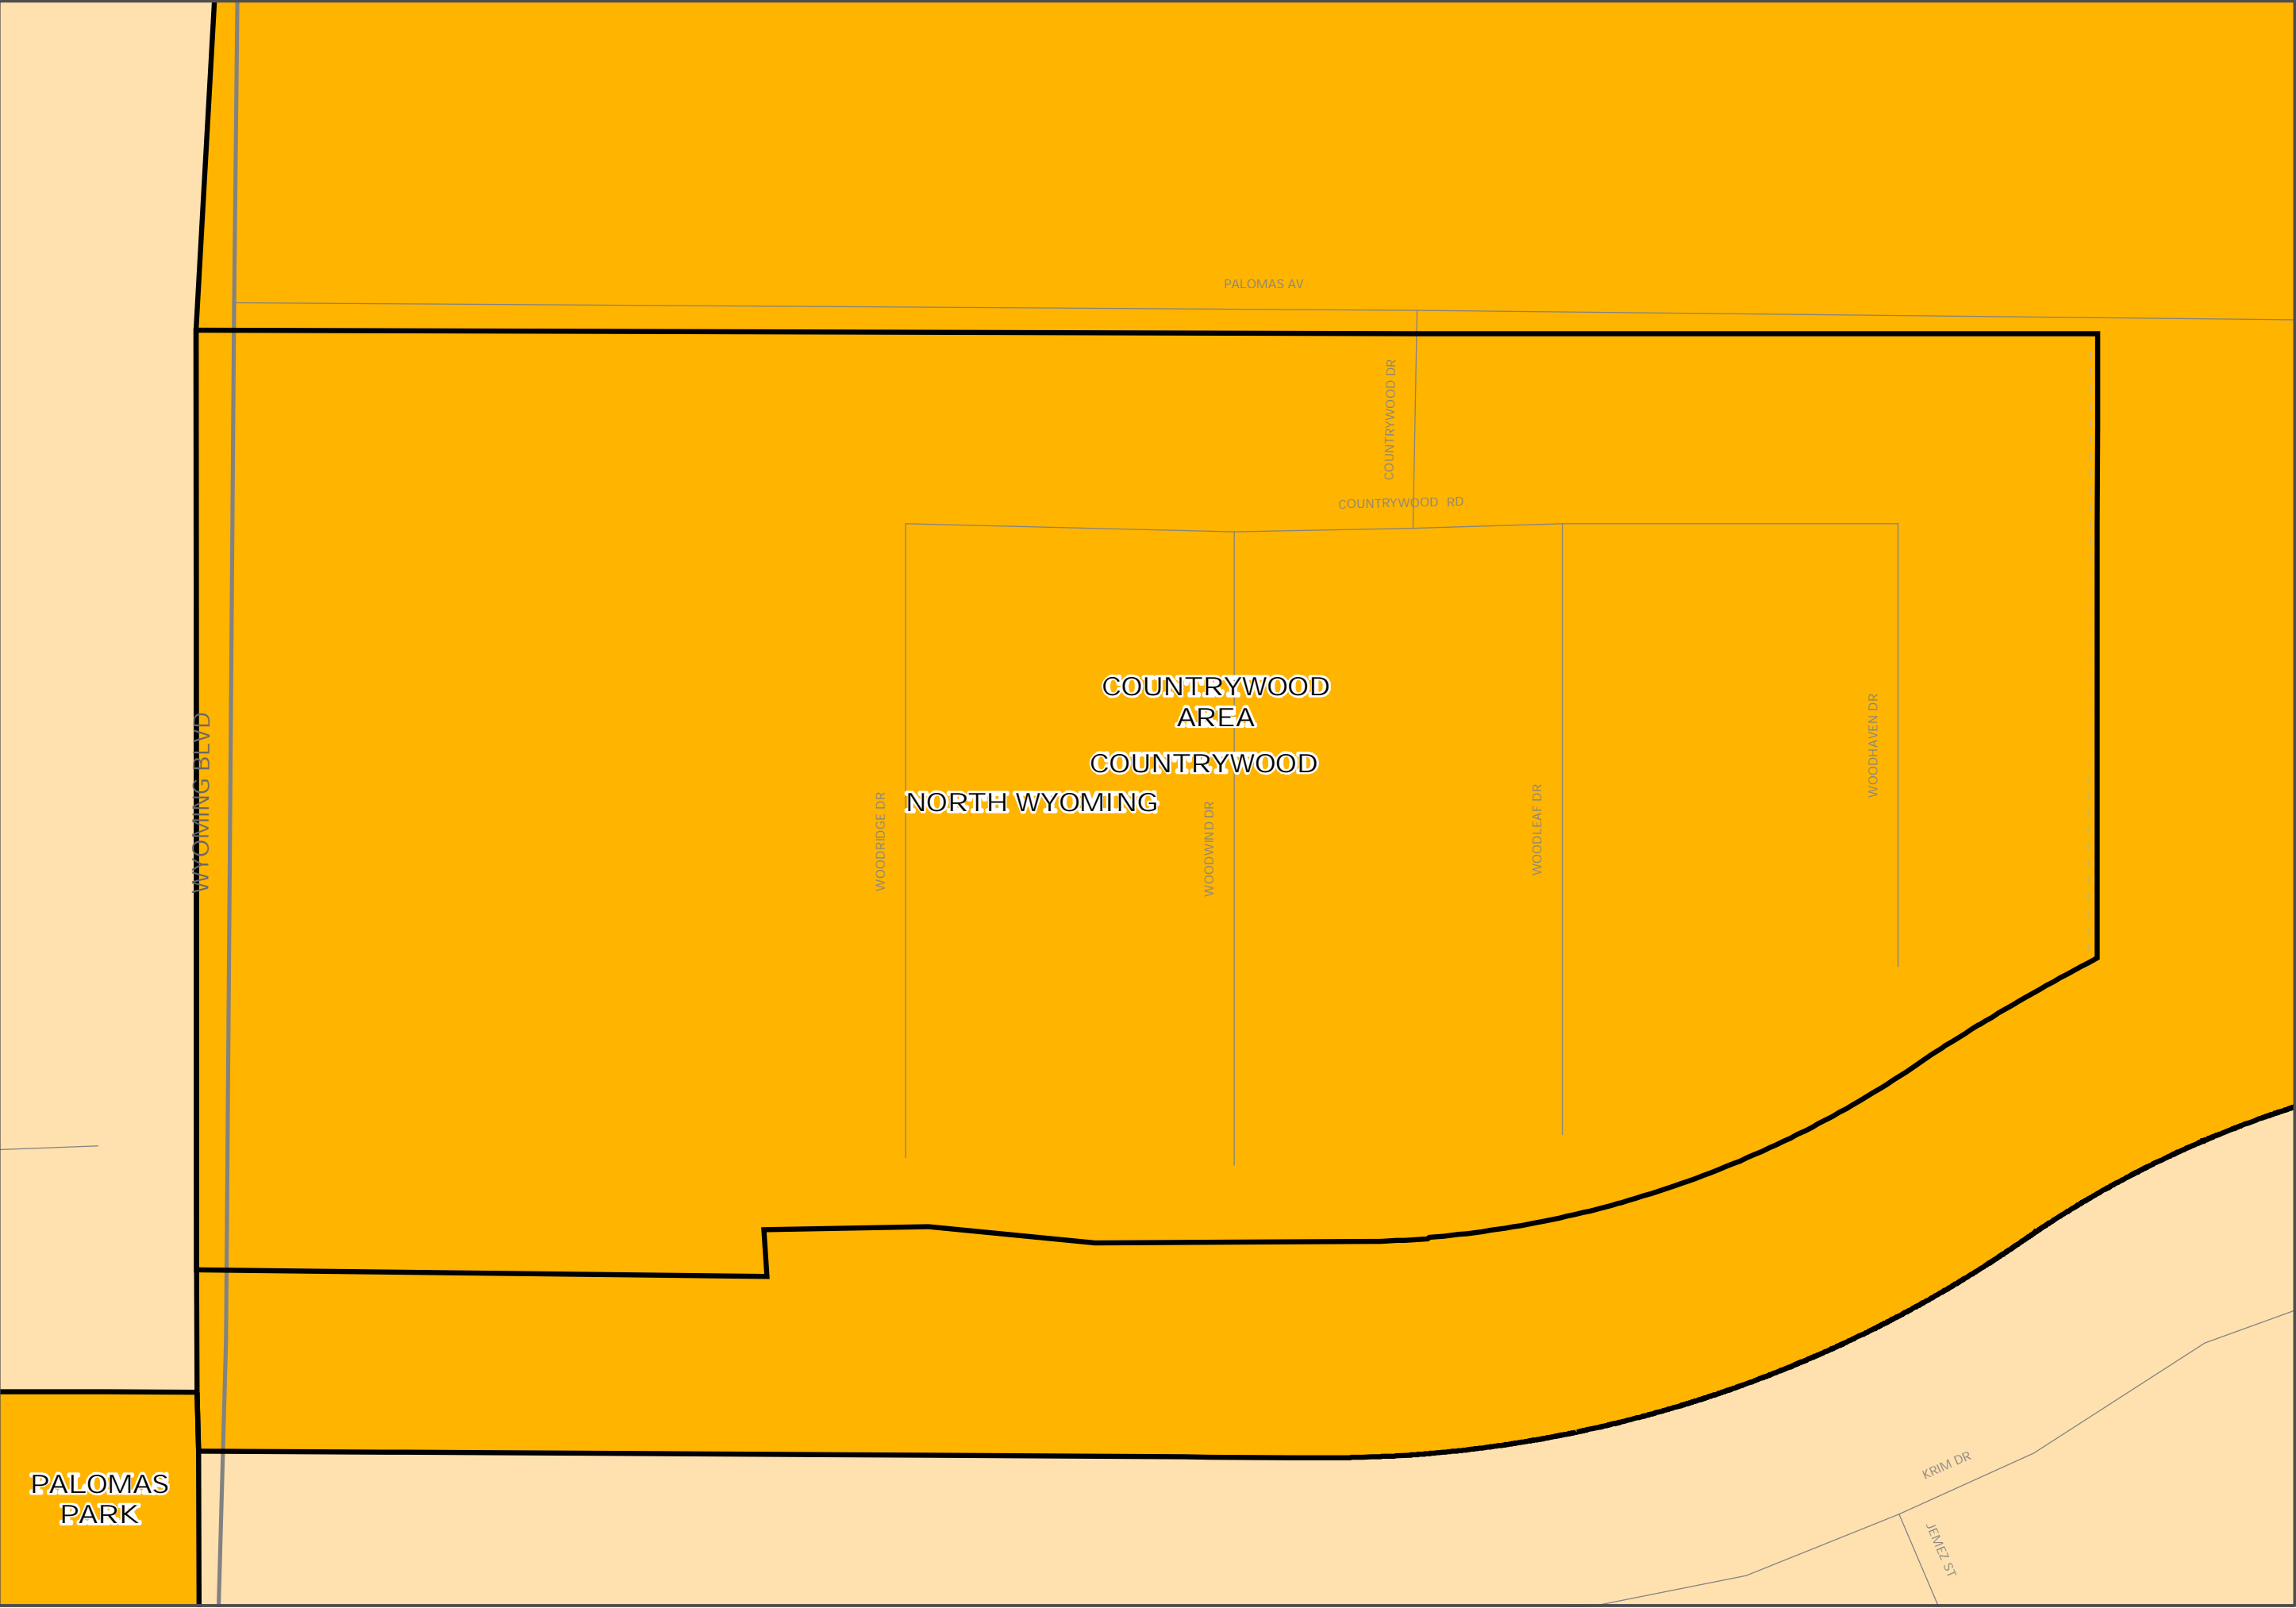 PALOMAS AV
COUNTRYWOOD DR
COUNTRYWOOD RD
COUNTRYWOOD
AREA
COUNTRYWOOD
NORTH WYOMING
WYOMING BLVD
WOODRIDGE DR
WOODWIND DR
WOODLEAF DR
WOODHAVEN DR
PALOMAS
PARK
KRIM DR
JEMEZ ST